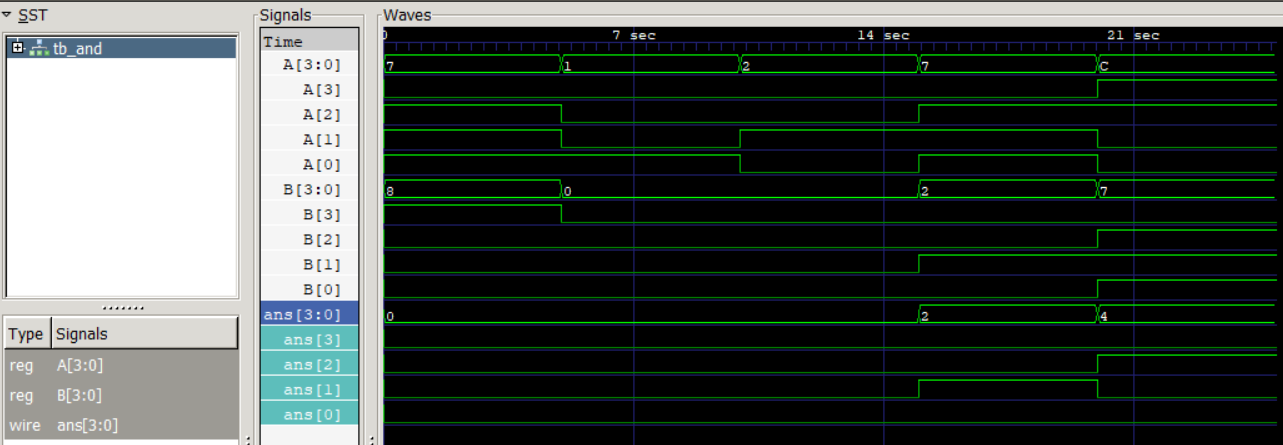 SST
tb_and
Type Signals
reg A[3:0]
reg B[3:0]
wire ans[3:0]
Signals
Time
A[3:0]
A[3]
A[2]
A[1]
A[0]
B[3:0]
B[3]
B[2]
B[1]
B[0]
ans[3:0]
ans[3]
ans[2]
ans[1]
ans[0]
Waves
0 7 sec 14 sec 21 sec
7 1 2 7 C
8 0 2 7
0 2 4